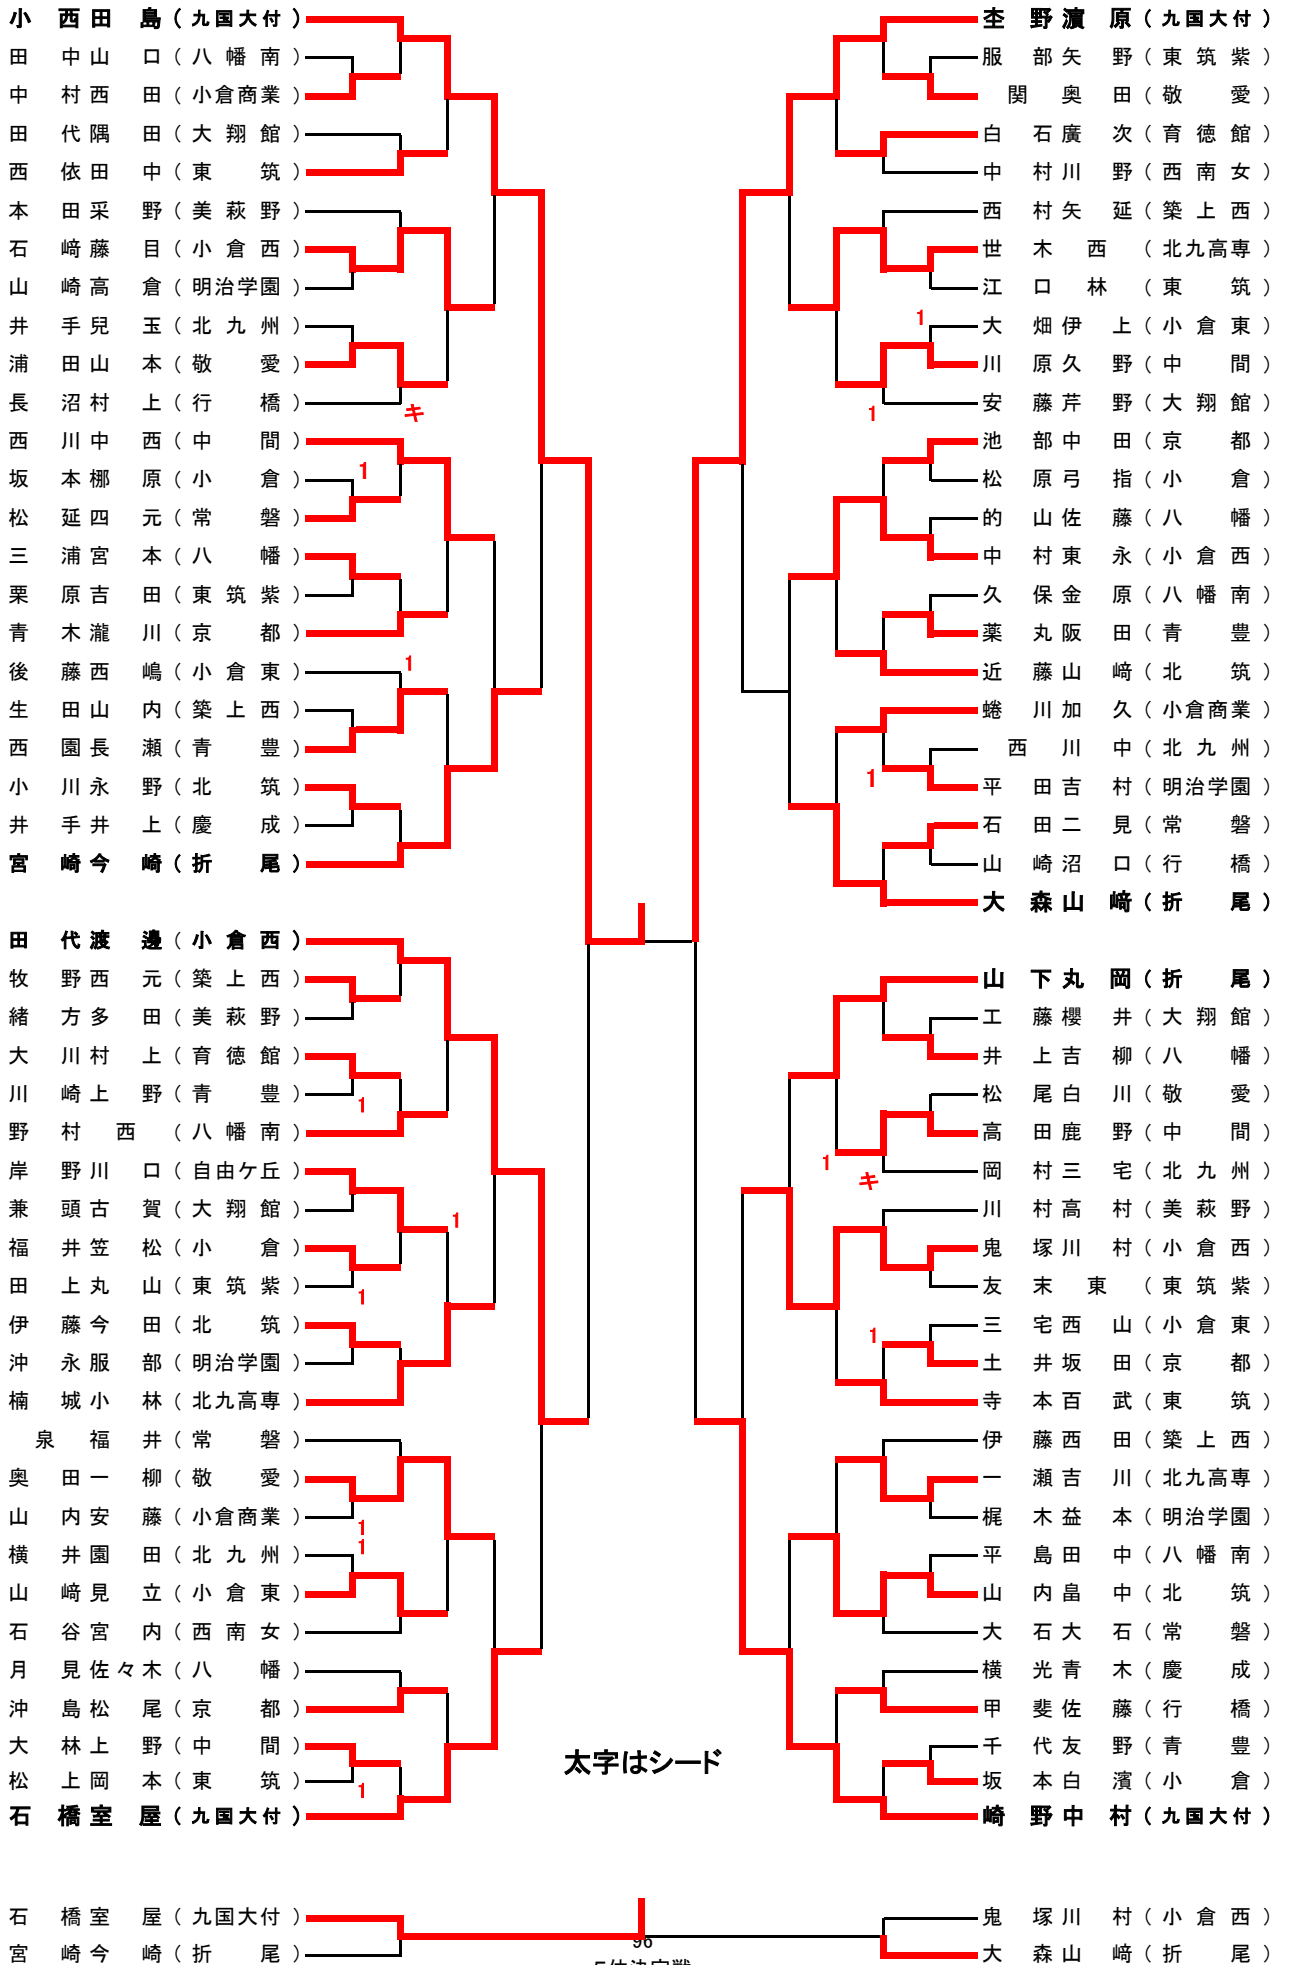 小西田島(九国大付)
田中山口(八幡南)
中村西田(小倉商業)
田代隅田(大翔館)
西依田中(東筑)
本田采野(美萩野)
石﨑藤目(小倉西)
山崎高倉(明治学園)
井手兒玉(北九州)
浦田山本(敬愛)
長沼村上(行橋)
キ
西川中西(中間)
1
坂本梛原(小倉)
松延四元(常磐)
三浦宮本(八幡)
栗原吉田(東筑紫)
青木瀧川(京都)
1
後藤西嶋(小倉東)
生田山内(築上西)
西園長瀬(青豊)
小川永野(北筑)
井手井上(慶成)
宮崎今崎(折尾)
田代渡邊(小倉西)
牧野西元(築上西)
緒方多田(美萩野)
大川村上(育徳館)
川崎上野(青豊)
1
野村西(八幡南)
岸野川口(自由ケ丘)
兼頭古賀(大翔館)
1
福井笠松(小倉)
田上丸山(東筑紫)
1
伊藤今田(北筑)
沖永服部(明治学園)
楠城小林(北九高専)
泉福井(常磐)
奥田一柳(敬愛)
山内安藤(小倉商業)
1
1
横井園田(北九州)
山﨑見立(小倉東)
石谷宮内(西南女)
月見佐々木(八幡)
沖島松尾(京都)
大林上野(中間)
松上岡本(東筑)
1
石橋室屋(九国大付)
杢野濵原(九国大付)
服部矢野(東筑紫)
関奥田(敬愛)
白石廣次(育徳館)
中村川野(西南女)
西村矢延(築上西)
世木西(北九高専)
江口林(東筑)
1
大畑伊上(小倉東)
川原久野(中間)
安藤芹野(大翔館)
1
池部中田(京都)
松原弓指(小倉)
的山佐藤(八幡)
中村東永(小倉西)
久保金原(八幡南)
薬丸阪田(青豊)
近藤山﨑(北筑)
蜷川加久(小倉商業)
西川中(北九州)
1
平田吉村(明治学園)
石田二見(常磐)
山崎沼口(行橋)
大森山﨑(折尾)
山下丸岡(折尾)
工藤櫻井(大翔館)
井上吉柳(八幡)
松尾白川(敬愛)
高田鹿野(中間)
1
岡村三宅(北九州)
キ
川村高村(美萩野)
鬼塚川村(小倉西)
友末東(東筑紫)
三宅西山(小倉東)
1
土井坂田(京都)
寺本百武(東筑)
伊藤西田(築上西)
一瀬吉川(北九高専)
梶木益本(明治学園)
平島田中(八幡南)
山内畠中(北筑)
大石大石(常磐)
横光青木(慶成)
甲斐佐藤(行橋)
千代友野(青豊)
坂本白濱(小倉)
崎野中村(九国大付)
太字はシード
石橋室屋(九国大付)
宮崎今崎(折尾)
鬼塚川村(小倉西)
大森山﨑(折尾)
96
5位決定戦